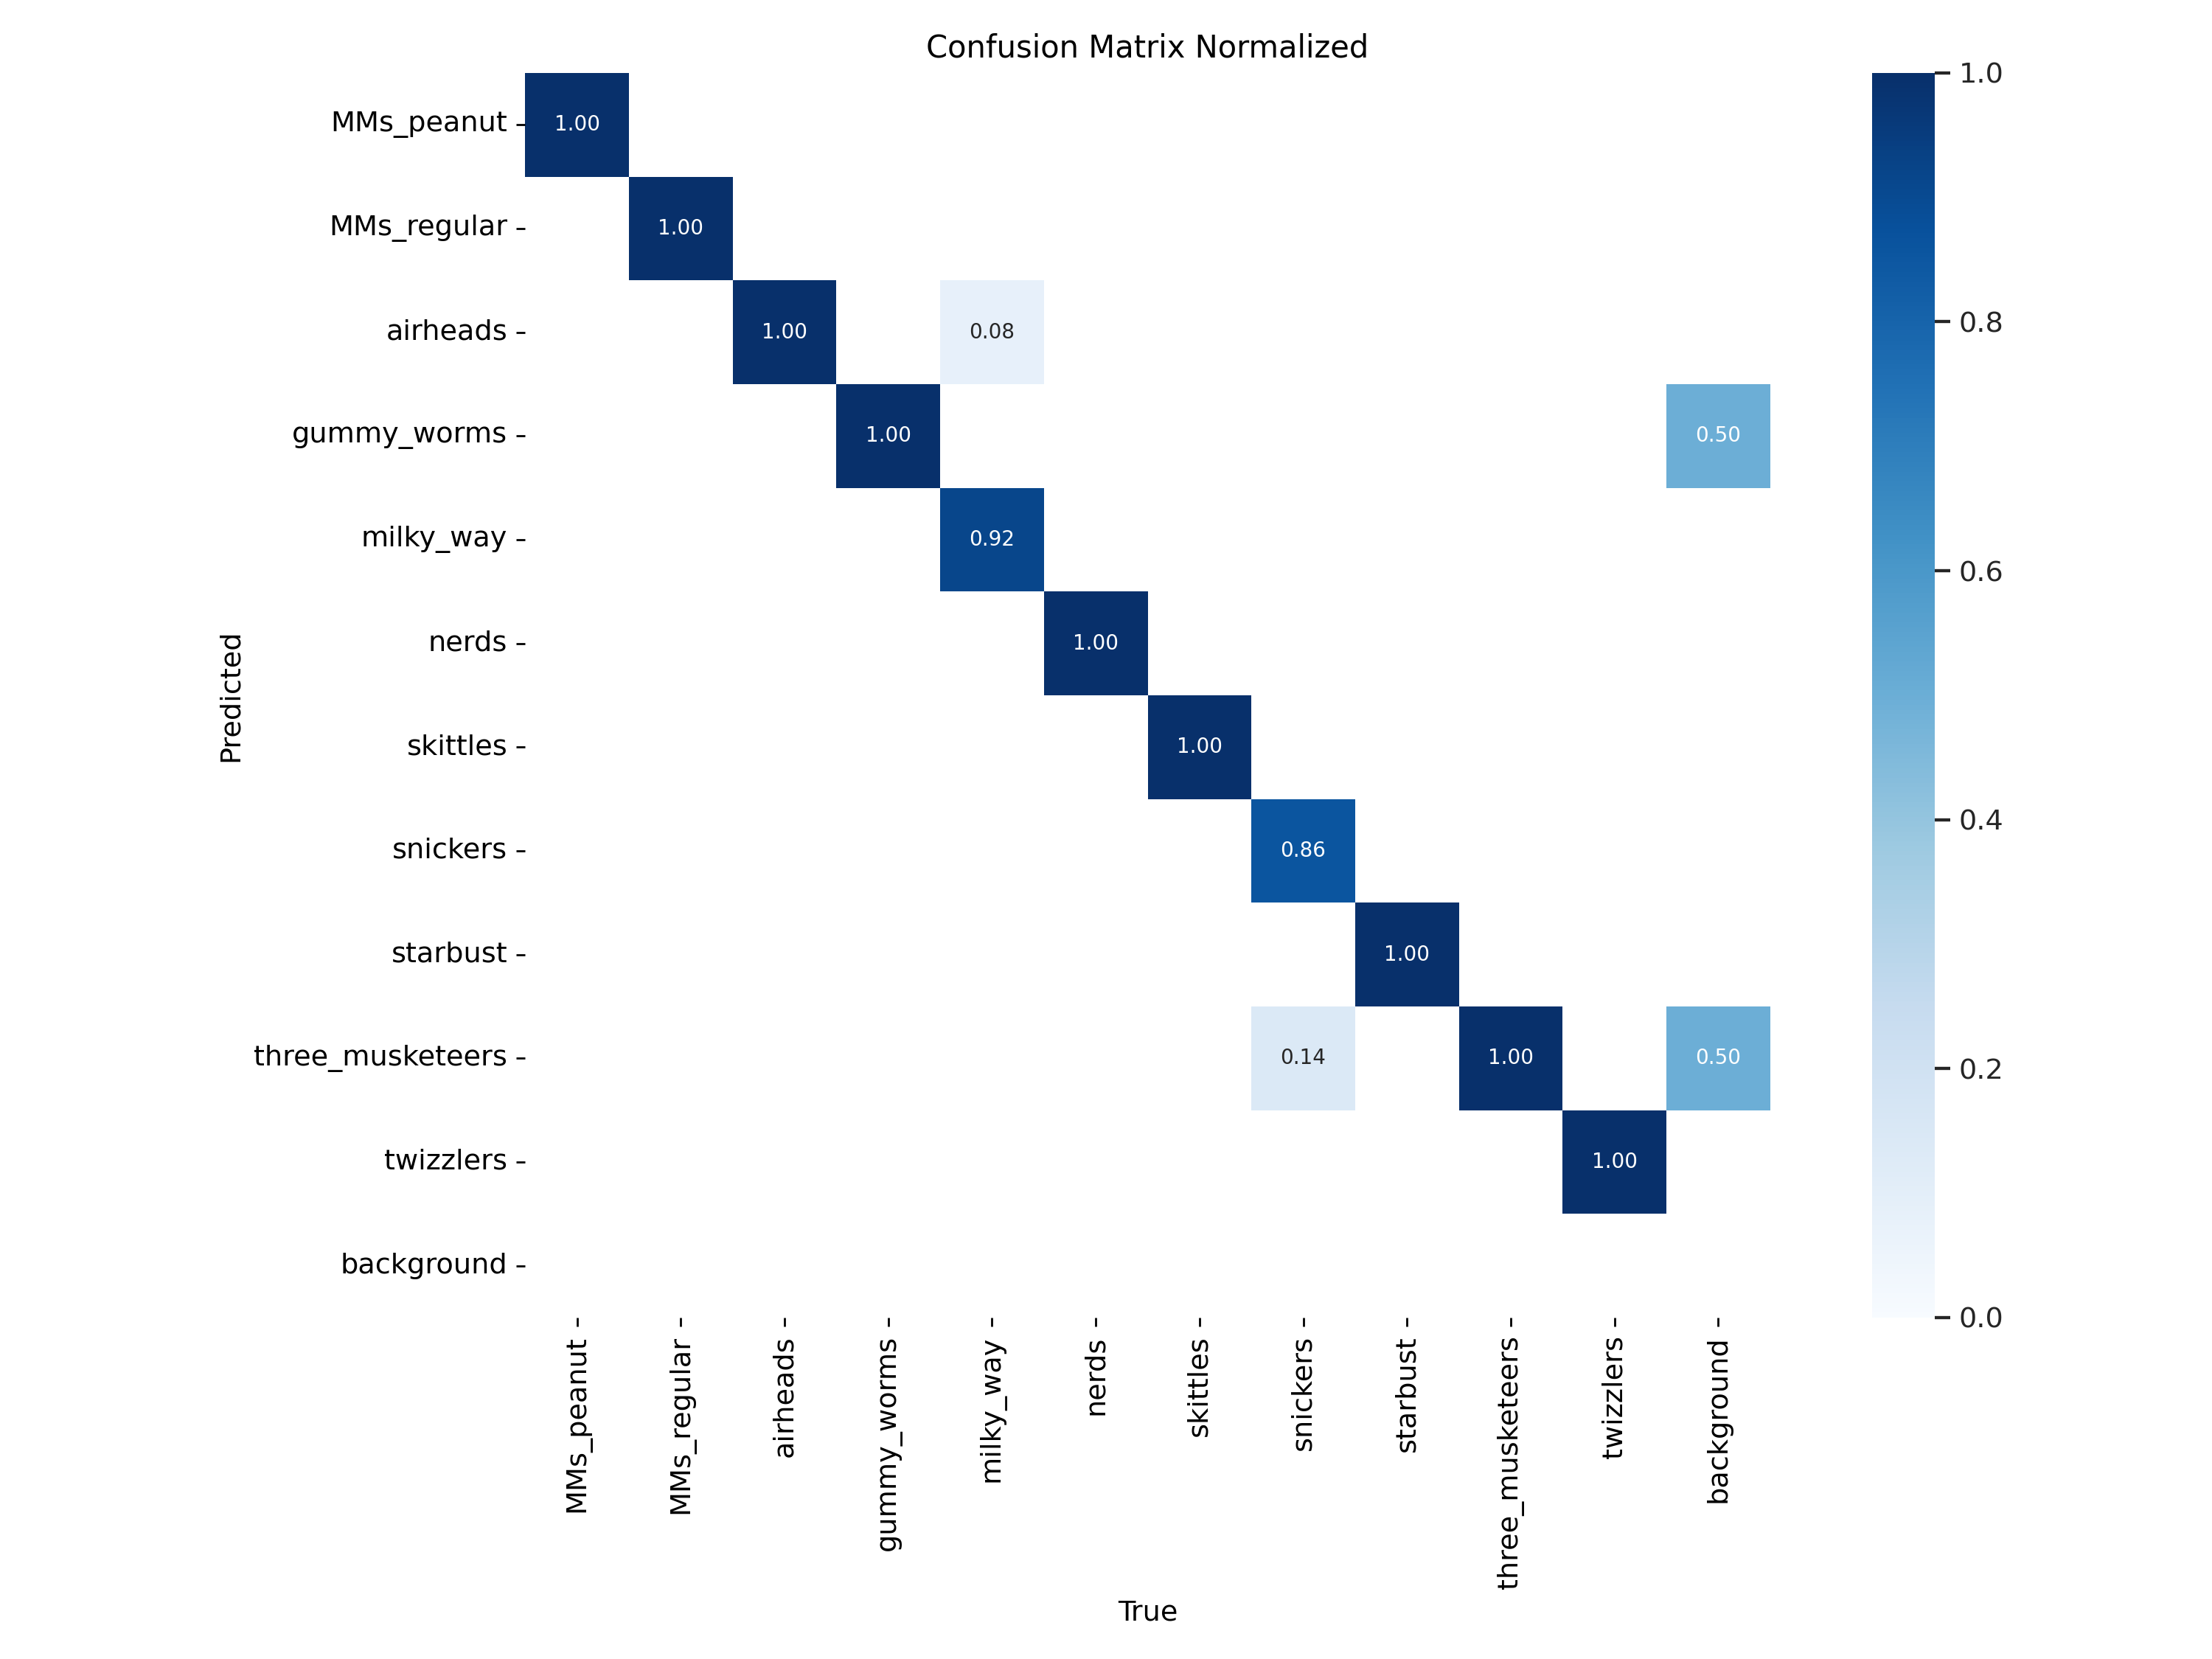 Confusion Matrix Normalized
MMs_peanut 1.00
MMs_regular 1.00
airheads 1.00 0.08
gummy_worms 1.00 0.50
milky_way 0.92
nerds 1.00
skittles 1.00
snickers 0.86
starbust 1.00
three_musketeers 0.14 1.00 0.50
twizzlers 1.00
background
Predicted
MMs_peanut
MMs_regular
airheads
gummy_worms
milky_way
nerds
skittles
snickers
starbust
three_musketeers
twizzlers
background
True
1.0
0.8
0.6
0.4
0.2
0.0